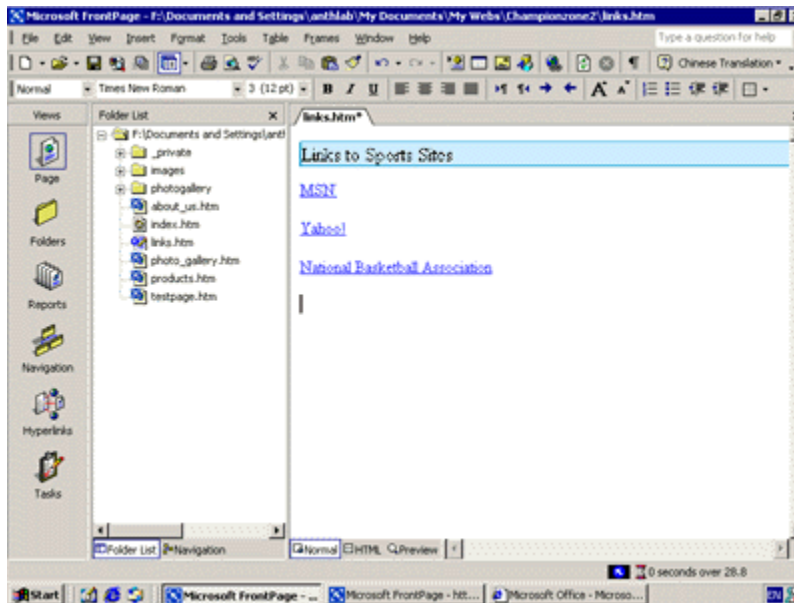 Microsoft FrontPage - F:\Documents and Settings\anthlab\My Documents\My Webs\Championzone2\links.htm
File Edit View Insert Format Tools Table Frames Window Help Type a question for help
Chinese Translation
Normal Times New Roman 3 (12 pt) B I U A A
Views Folder List links.htm*
F:\Documents and Settings\antl
_private
images
photogallery
about_us.htm
index.htm
links.htm
photo_gallery.htm
products.htm
testpage.htm
Page
Folders
Reports
Navigation
Hyperlinks
Tasks
Links to Sports Sites
MSN
Yahoo!
National Basketball Association
Folder List Navigation Normal HTML Preview
0 seconds over 28.8
Start Microsoft FrontPage - ... Microsoft FrontPage - htt... Microsoft Office - Microso... EN